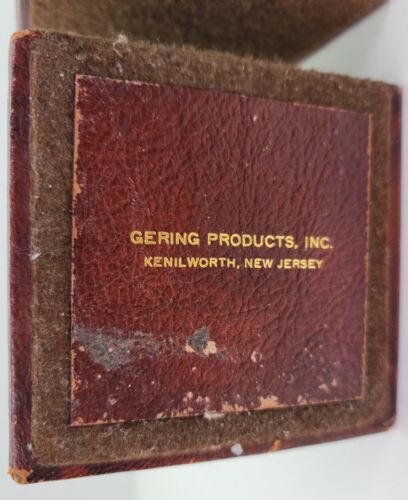 GERING PRODUCTS, INC.
KENILWORTH, NEW JERSEY